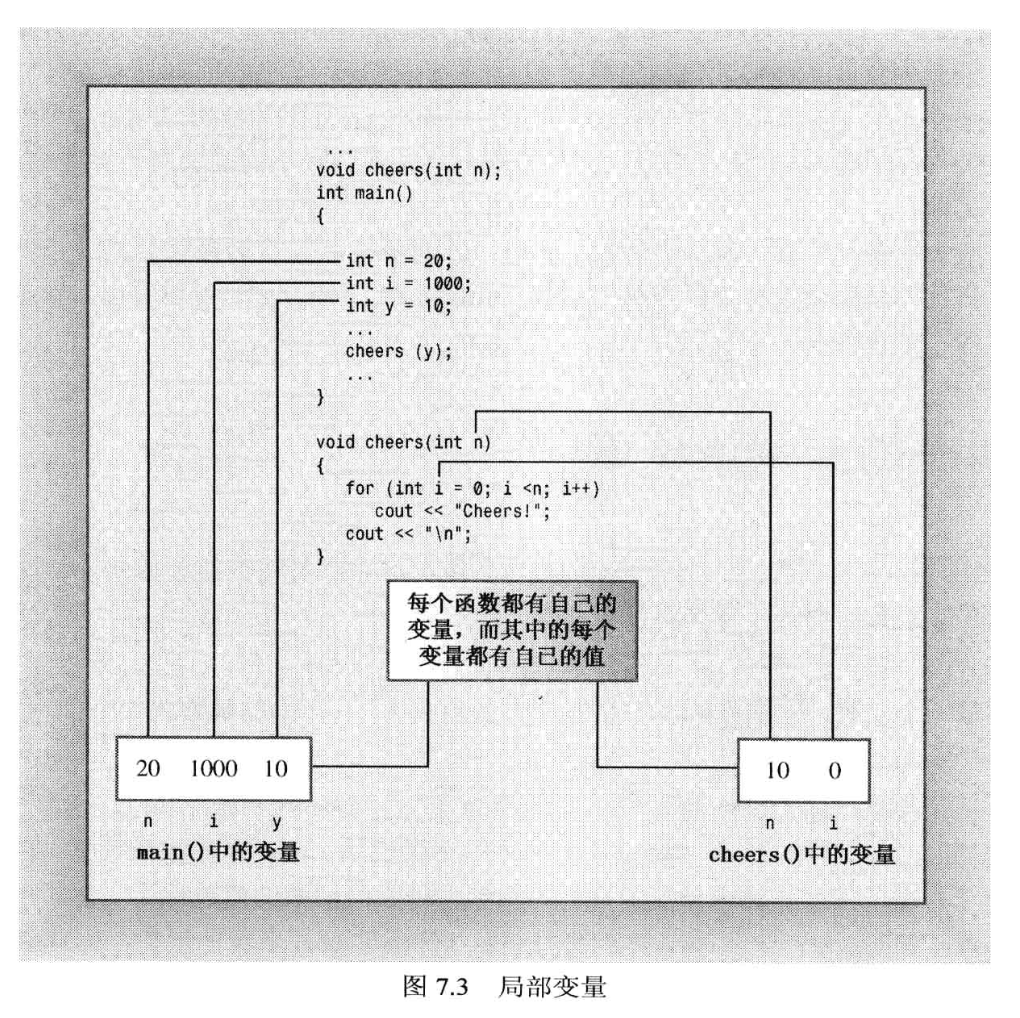 ...
void cheers(int n);
int main()
{
int n = 20;
int i = 1000;
int y = 10;
...
cheers (y);
...
}
void cheers(int n)
{
for (int i = 0; i <n; i++)
cout << "Cheers!";
cout << "\n";
}
每个函数都有自己的
变量，而其中的每个
变量都有自己的值
20 1000 10
n i y
main()中的变量
10 0
n i
cheers()中的变量
图 7.3 局部变量